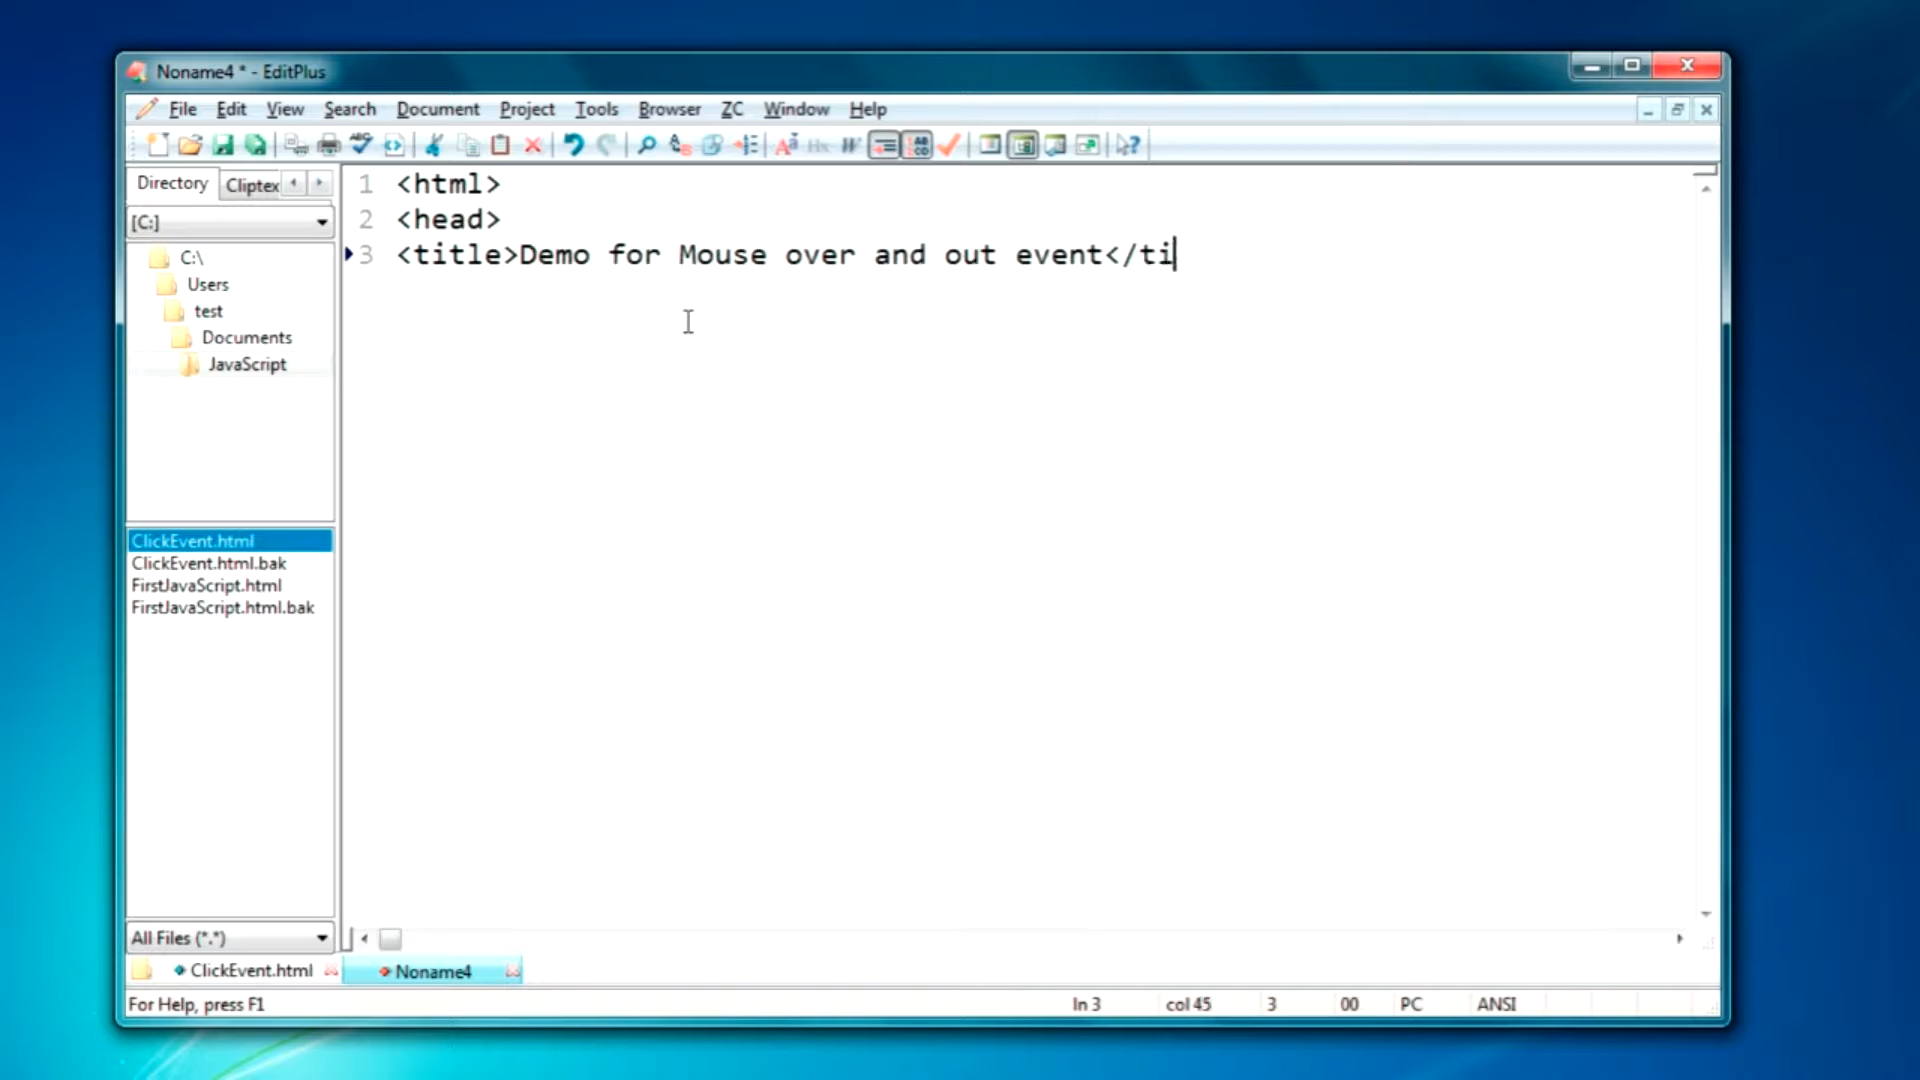 Noneme4 * - EditPlus
File Edit View Search Document Project Tools Browser ZC Window Help
Directory Cliptex
[C:]
C:\
Users
test
Documents
JavaScript
1 <html>
2 <head>
3 <title>Demo for Mouse over and out event</ti
ClickEvent.html
ClickEvent.html.bak
FirstJavaScript.html
FirstJavaScript.html.bak
All Files (*.*)
ClickEvent.html Noname4
For Help, press F1 ln 3 col 45 3 00 PC ANSI